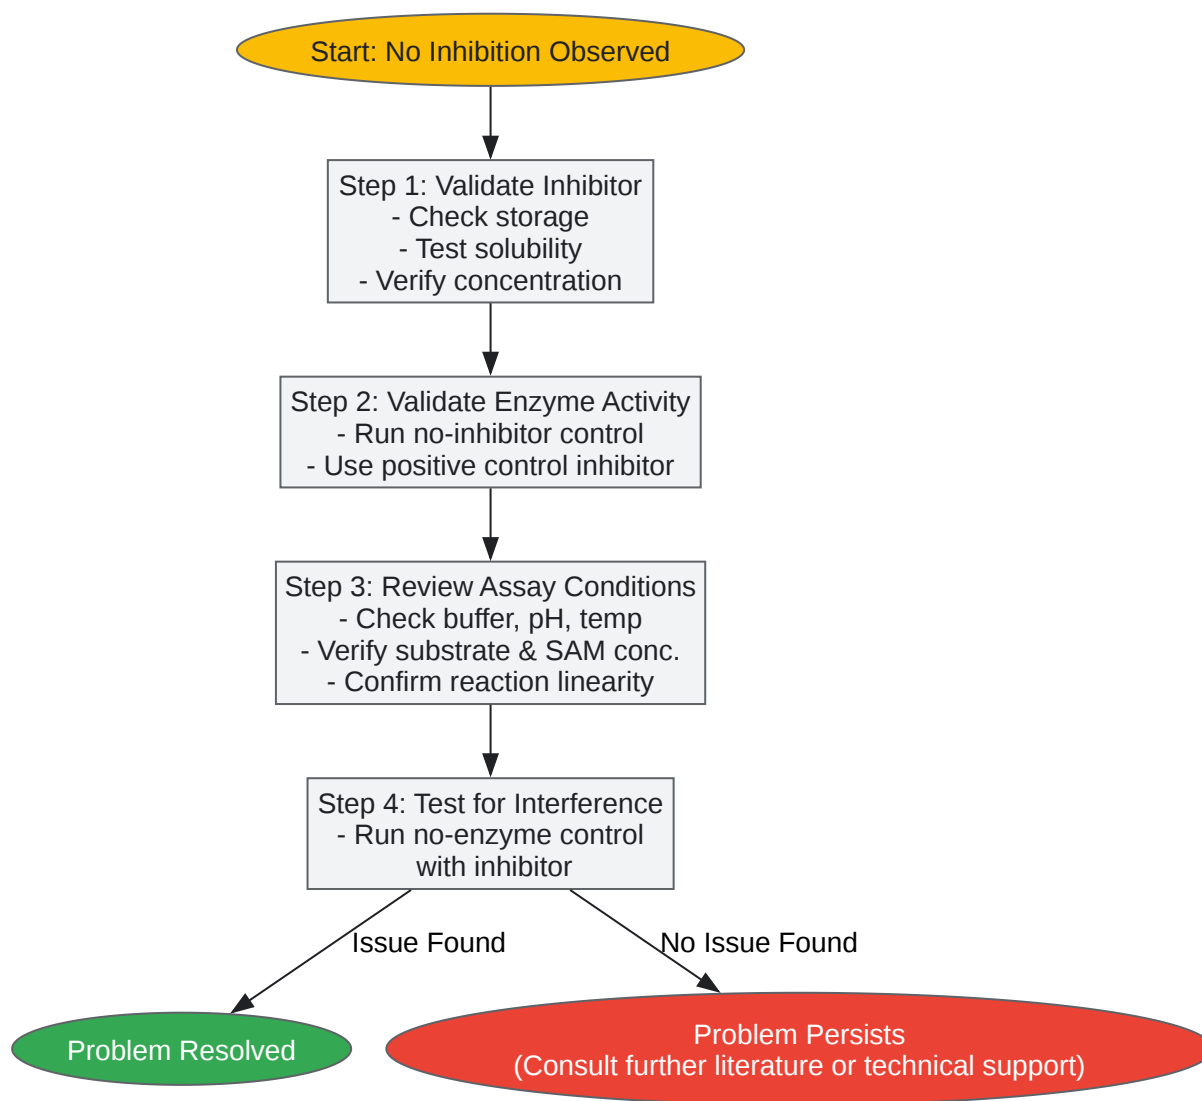 Start: No Inhibition Observed
Step 1: Validate Inhibitor
- Check storage
- Test solubility
- Verify concentration
Step 2: Validate Enzyme Activity
- Run no-inhibitor control
- Use positive control inhibitor
Step 3: Review Assay Conditions
- Check buffer, pH, temp
- Verify substrate & SAM conc.
- Confirm reaction linearity
Step 4: Test for Interference
- Run no-enzyme control
with inhibitor
Issue Found
No Issue Found
Problem Resolved
Problem Persists
(Consult further literature or technical support)